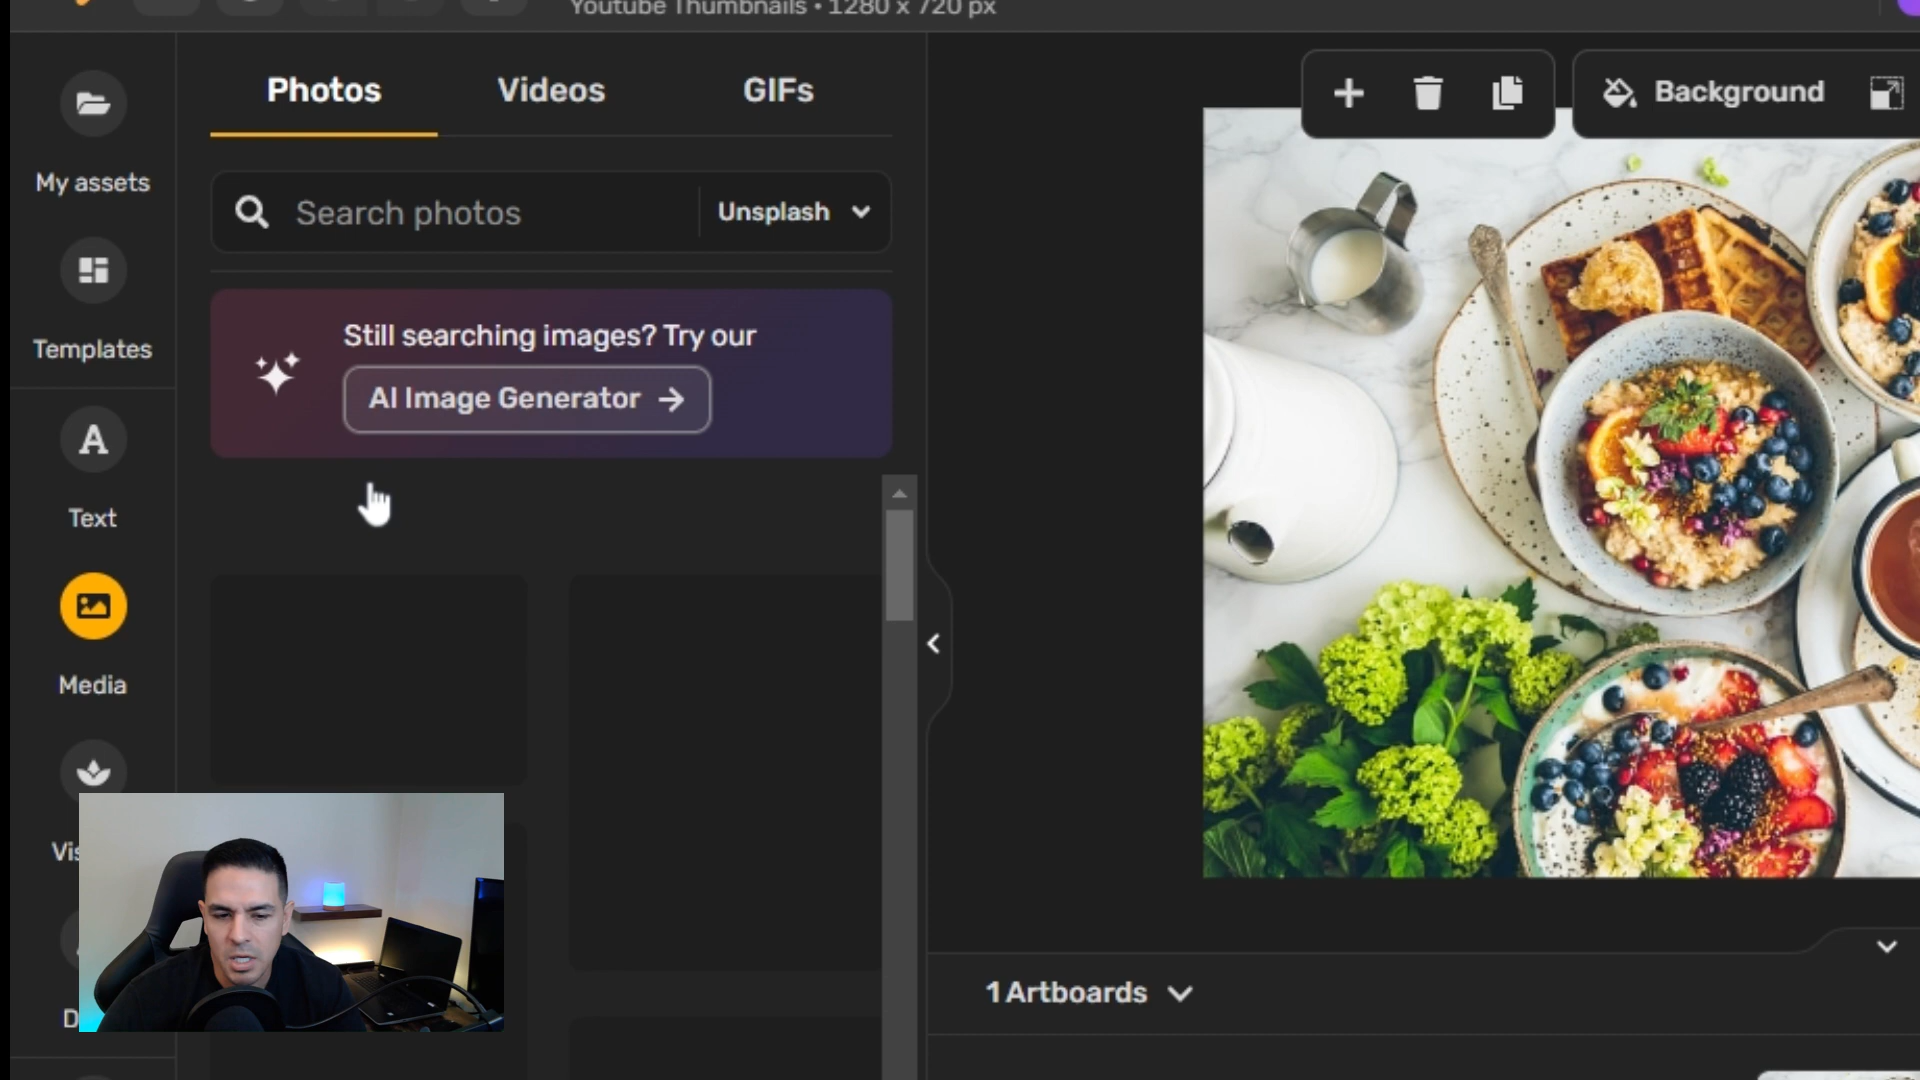 Youtube Thumbnails • 1280 x 720 px
My assets
Templates
Text
Media
Photos
Videos
GIFs
Search photos
Unsplash
Still searching images? Try our
AI Image Generator →
Background
1 Artboards